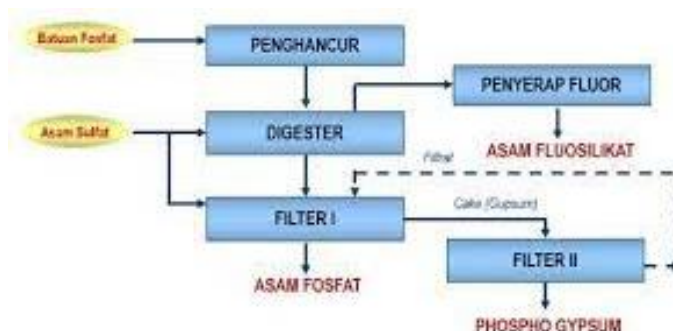 Batuan Fosfat
PENGHANCUR
PENYERAP FLUOR
Asam Sulfat
DIGESTER
ASAM FLUOSILIKAT
Filtrat
FILTER I
Cake (Gupsum)
FILTER II
ASAM FOSFAT
PHOSPHO GYPSUM